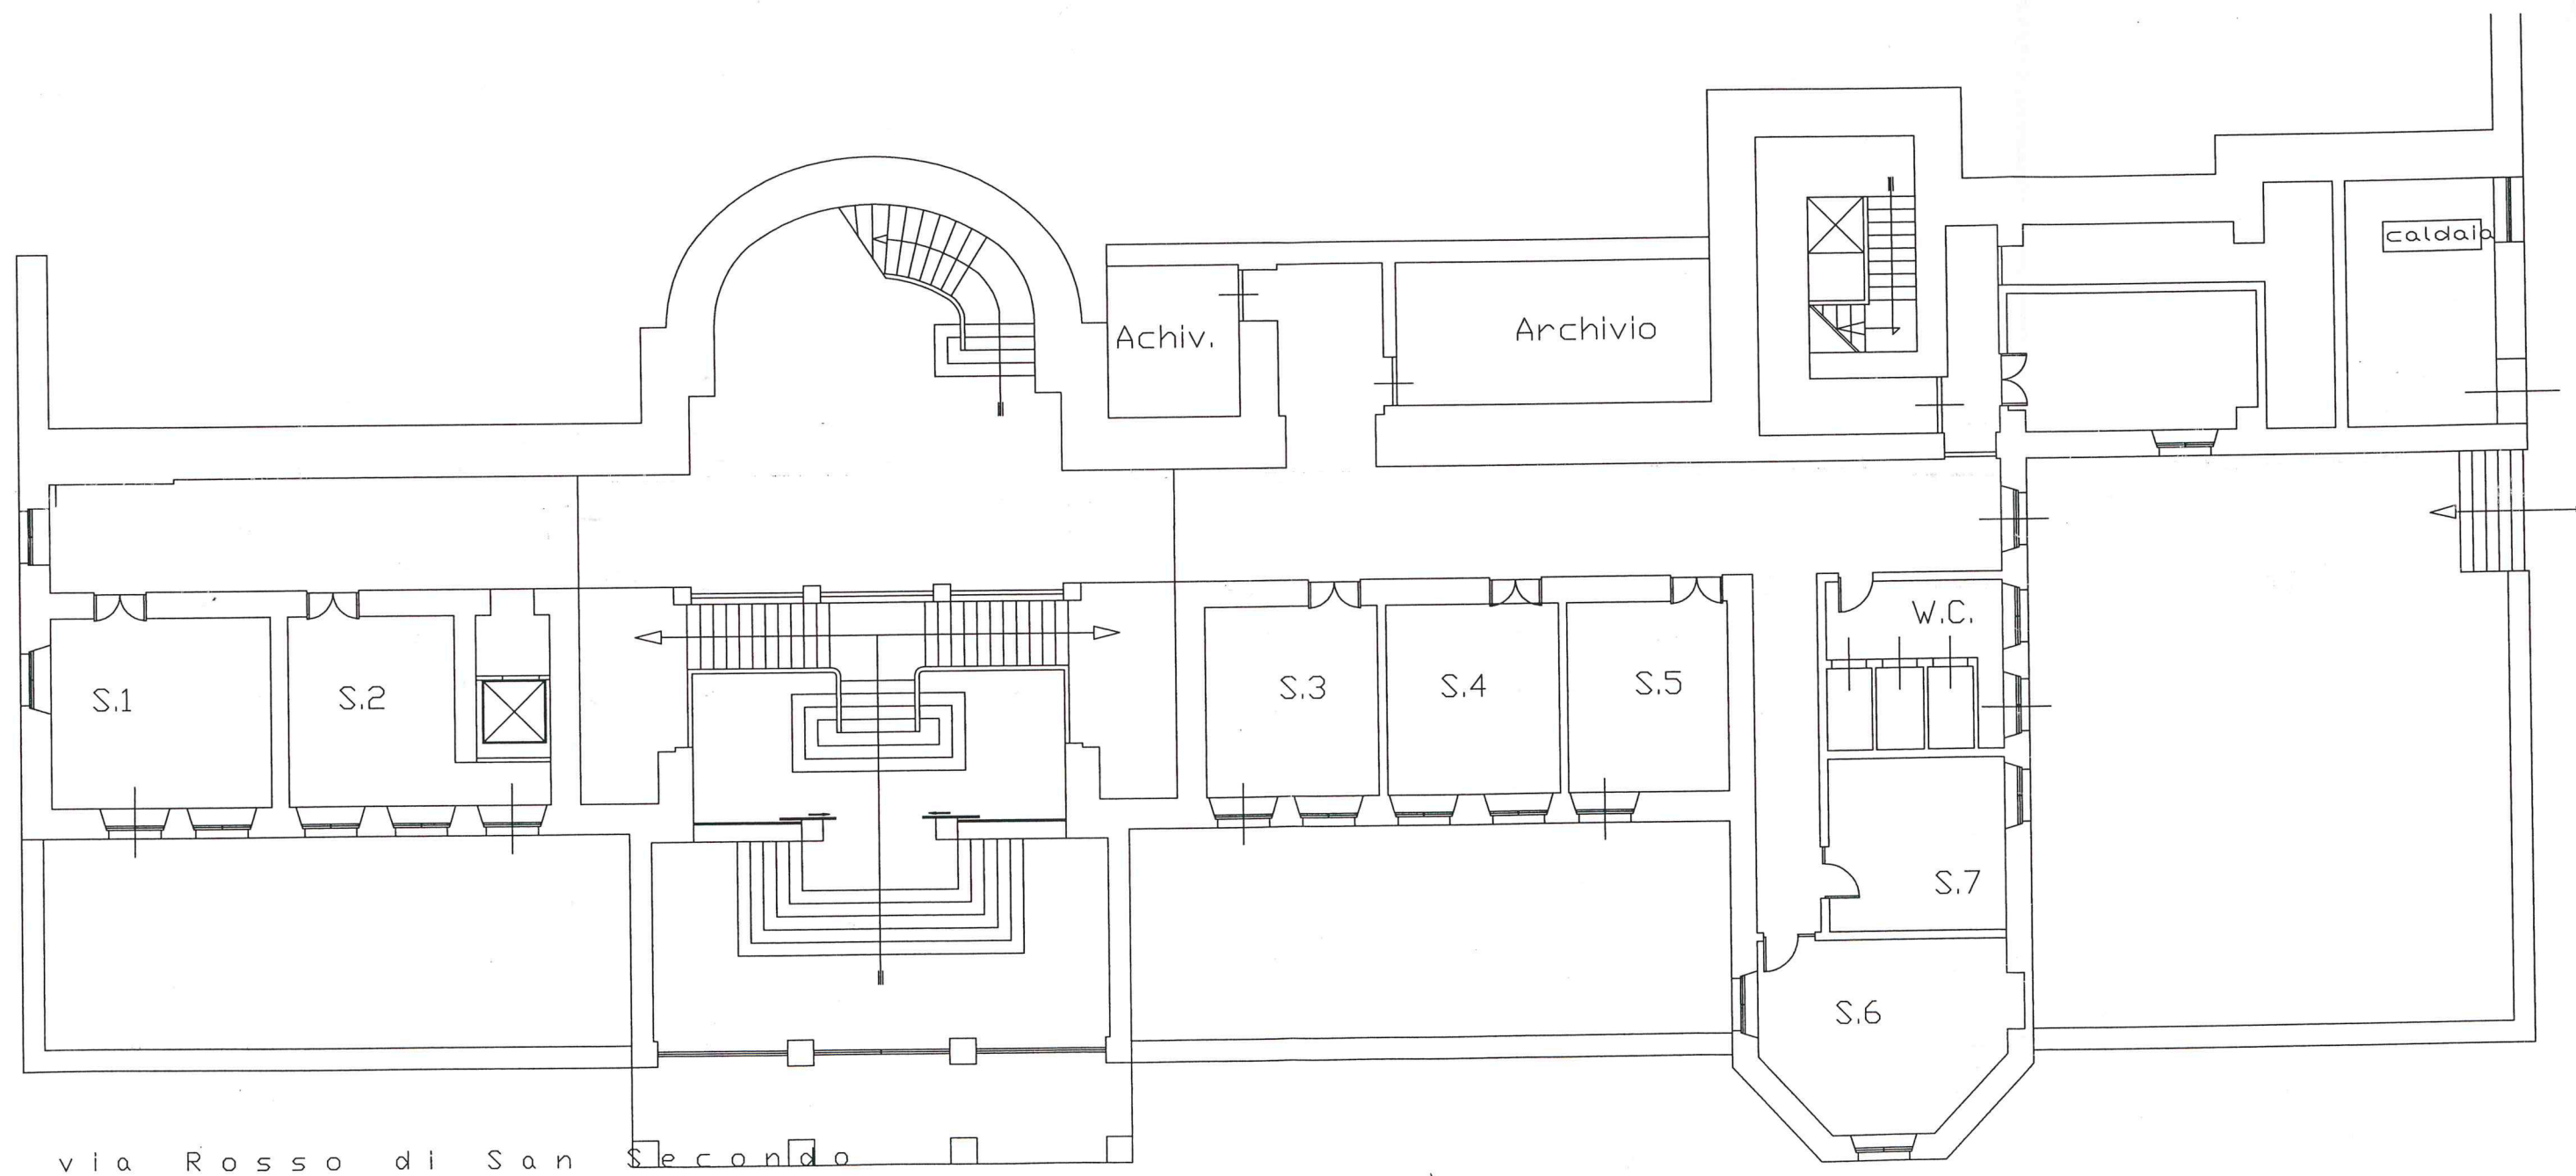 caldaia
Achiv.
Archivio
W.C.
S.1
S.2
S.3
S.4
S.5
S.7
S.6
via Rosso di San Secondo